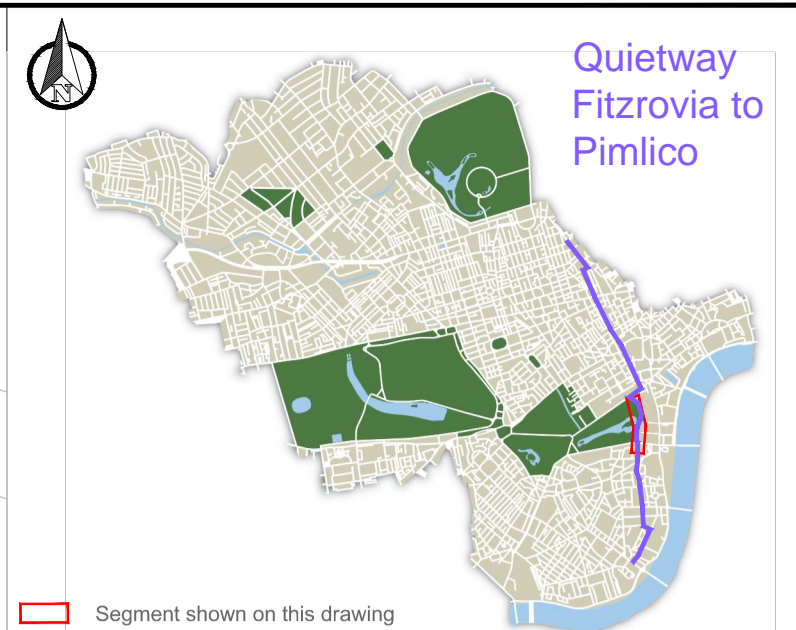 N
Quietway
Fitzrovia to
Pimlico
Segment shown on this drawing